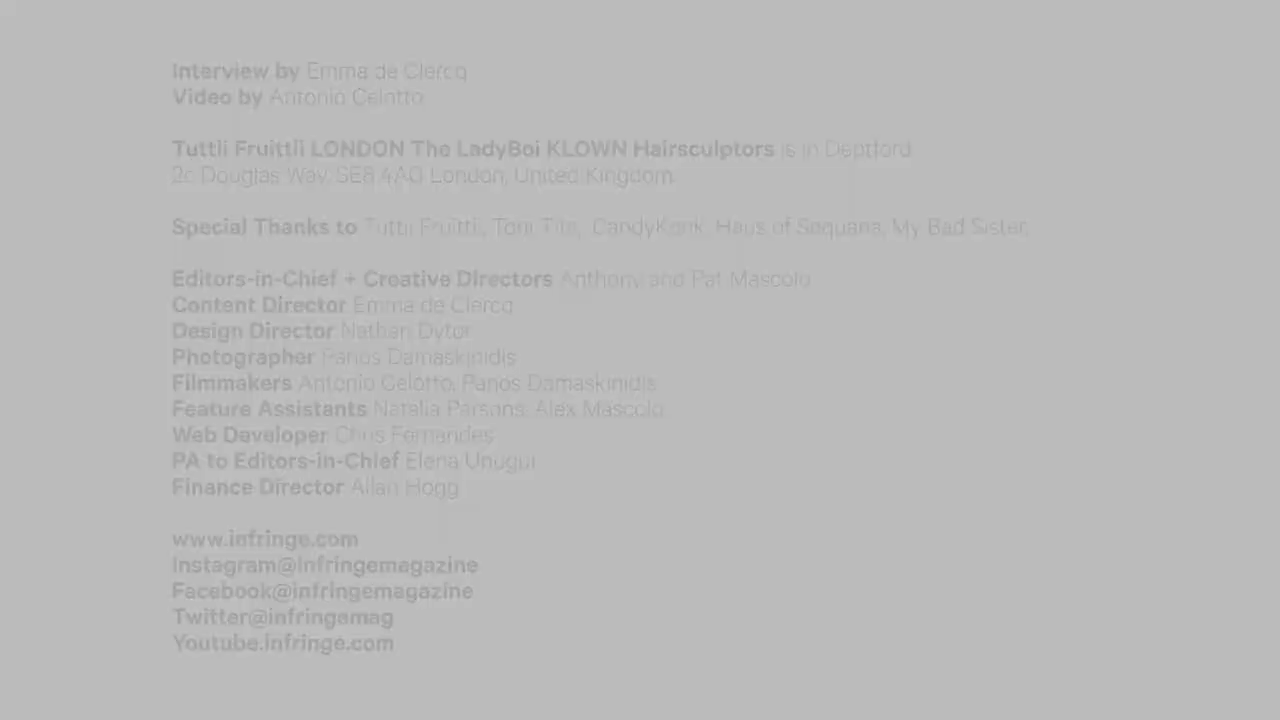 Interview by Emma de Clercq
Video by Antonio Celotto
Tuttii Fruittii LONDON The LadyBoi KLOWN Hairsculptors is in Deptford
2c Douglas Way, SE8 4AG London, United Kingdom.
Special Thanks to Tuttii Fruittii, Toni Tits, CandyKonk, Haus of Sequana, My Bad Sister.
Editors-in-Chief + Creative Directors Anthony and Pat Mascolo
Content Director Emma de Clercq
Design Director Nathan Dytor
Photographer Panos Damaskinidis
Filmmakers Antonio Celotto, Panos Damaskinidis
Feature Assistants Natalia Parsons, Alex Mascolo
Web Developer Chris Fernandes
PA to Editors-in-Chief Elena Unugur
Finance Director Allan Hogg
www.infringe.com
Instagram@infringemagazine
Facebook@infringemagazine
Twitter@infringemag
Youtube.infringe.com